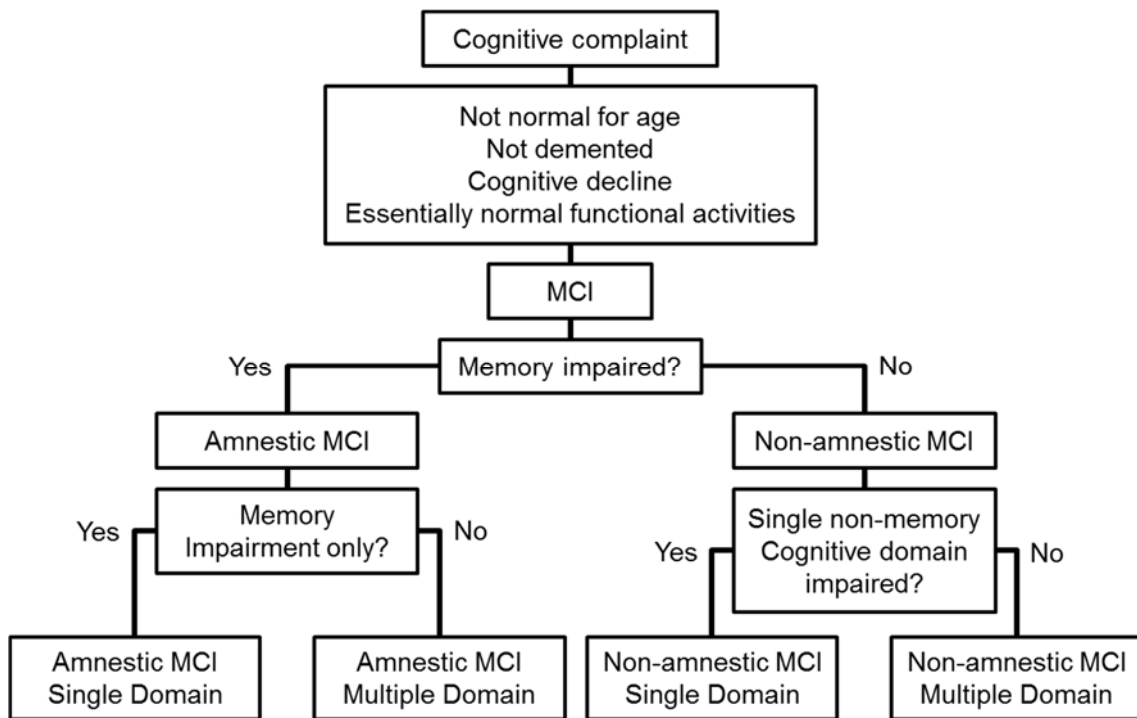 Cognitive complaint
Not normal for age
Not demented
Cognitive decline
Essentially normal functional activities
MCI
Yes
Memory impaired?
No
Amnestic MCI
Non-amnestic MCI
Yes
Memory
Impairment only?
No
Yes
Single non-memory
Cognitive domain
impaired?
No
Amnestic MCI
Single Domain
Amnestic MCI
Multiple Domain
Non-amnestic MCI
Single Domain
Non-amnestic MCI
Multiple Domain